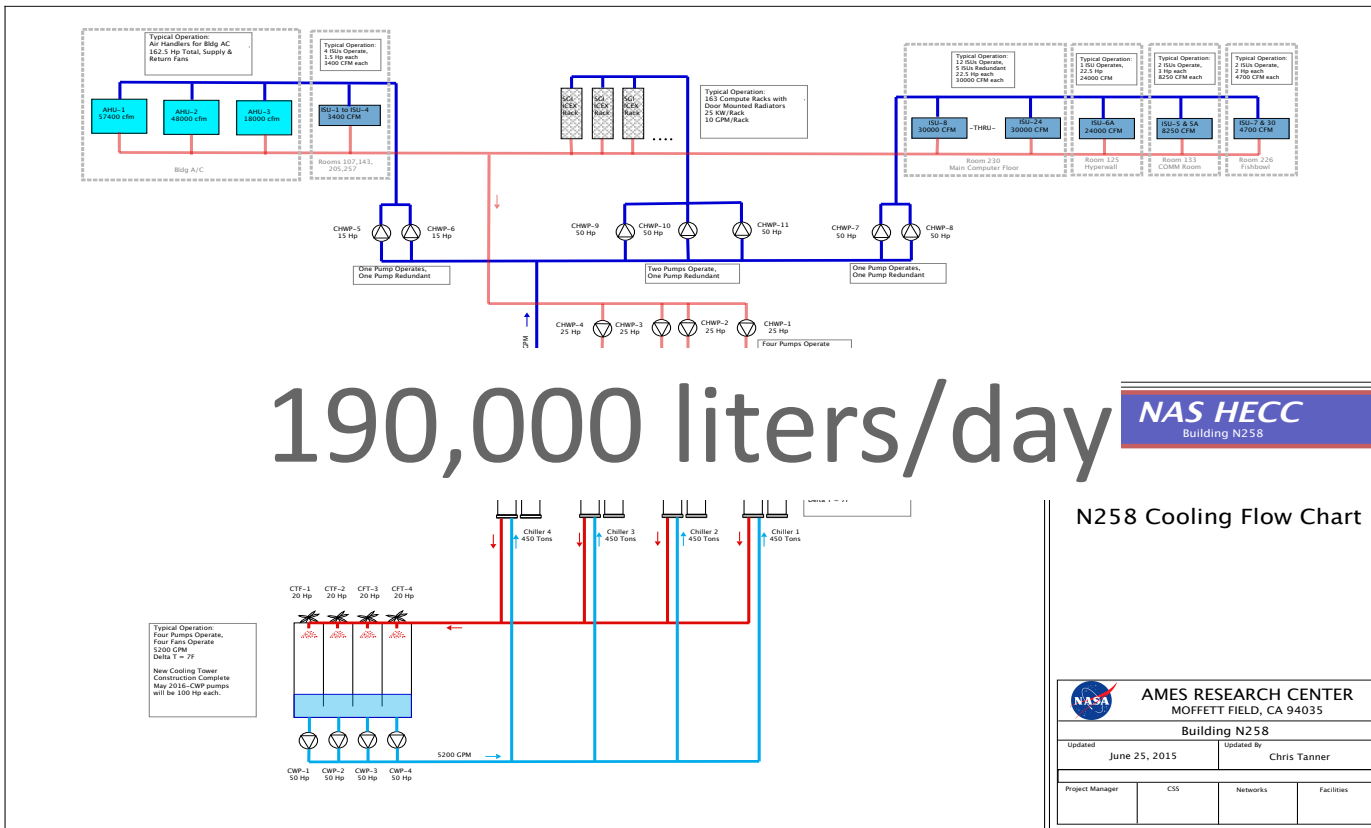 Typical Operation:
Air Handlers for Bldg AC
162.5 Hp Total, Supply &
Return Fans
Typical Operation:
4 ISUs Operate,
1.5 Hp each
3400 CFM each
AHU-1
57400 cfm
AHU-2
48000 cfm
AHU-3
18000 cfm
ISU-1 to ISU-4
3400 CFM
Bldg A/C
Rooms 107,143,
205,257
SGI
ICEX
Rack
SGI
ICEX
Rack
SGI
ICEX
Rack
....
Typical Operation:
163 Compute Racks with
Door Mounted Radiators
25 KW/Rack
10 GPM/Rack
Typical Operation:
12 ISUs Operate,
5 ISUs Redundant
22.5 Hp each
30000 CFM each
Typical Operation:
1 ISU Operates,
22.5 Hp
24000 CFM
Typical Operation:
2 ISUs Operate,
3 Hp each
8250 CFM each
Typical Operation:
2 ISUs Operate,
2 Hp each
4700 CFM each
ISU-8
30000 CFM
-THRU-
ISU-24
30000 CFM
ISU-6A
24000 CFM
ISU-5 & 5A
8250 CFM
ISU-7 & 30
4700 CFM
Room 230
Main Computer Floor
Room 125
Hyperwall
Room 133
COMM Room
Room 226
Fishbowl
CHWP-5
15 Hp
CHWP-6
15 Hp
CHWP-9
50 Hp
CHWP-10
50 Hp
CHWP-11
50 Hp
CHWP-7
50 Hp
CHWP-8
50 Hp
One Pump Operates,
One Pump Redundant
Two Pumps Operate,
One Pump Redundant
One Pump Operates,
One Pump Redundant
CHWP-4
25 Hp
CHWP-3
25 Hp
CHWP-2
25 Hp
CHWP-1
25 Hp
Four Pumps Operate
190,000 liters/day
NAS HECC
Building N258
N258 Cooling Flow Chart
Chiller 4
450 Tons
Chiller 3
450 Tons
Chiller 2
450 Tons
Chiller 1
450 Tons
CTF-1
20 Hp
CTF-2
20 Hp
CFT-3
20 Hp
CFT-4
20 Hp
Typical Operation:
Four Pumps Operate,
Four Fans Operate
5200 GPM
Delta T = 7F
New Cooling Tower
Construction Complete
May 2016-CWP pumps
will be 100 Hp each.
5200 GPM
CWP-1
50 Hp
CWP-2
50 Hp
CWP-3
50 Hp
CWP-4
50 Hp
NASA
AMES RESEARCH CENTER
MOFFETT FIELD, CA 94035
Building N258
Updated
June 25, 2015
Updated By
Chris Tanner
Project Manager
CSS
Networks
Facilities